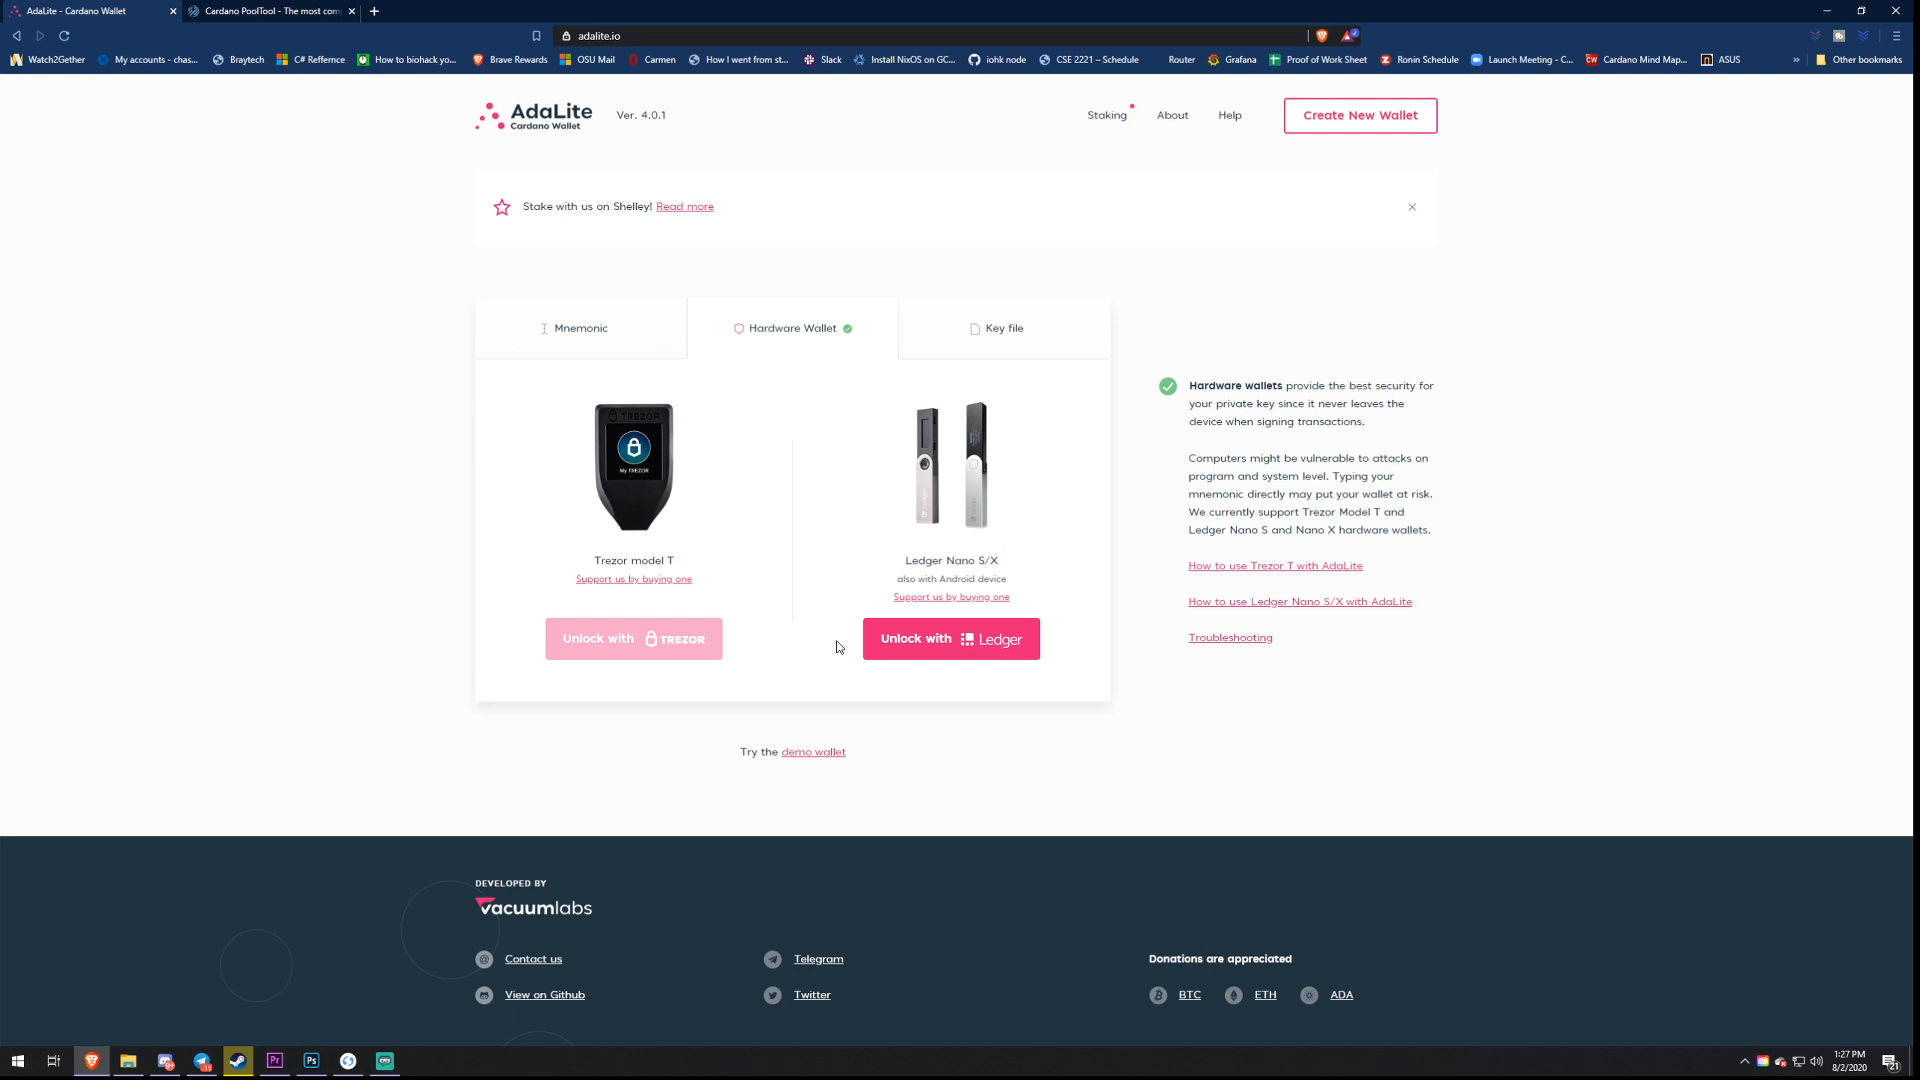 AdaLite - Cardano Wallet
Cardano PoolTool - The most com
adalite.io
Watch2Gether
My accounts - chas...
Braytech
C# Refference
How to biohack yo...
Brave Rewards
OSU Mail
Carmen
How I went from st...
Slack
Install NixOS on GC...
iohk node
CSE 2221 – Schedule
Router
Grafana
Proof of Work Sheet
Ronin Schedule
Launch Meeting - C...
Cardano Mind Map...
ASUS
»
Other bookmarks
AdaLite
Cardano Wallet
Ver. 4.0.1
Staking
About
Help
Create New Wallet
Stake with us on Shelley! Read more
Mnemonic
Hardware Wallet
Key file
TREZOR
My TREZOR
Trezor model T
Support us by buying one
Unlock with TREZOR
Ledger Nano S/X
also with Android device
Support us by buying one
Unlock with Ledger
Hardware wallets provide the best security for
your private key since it never leaves the
device when signing transactions.
Computers might be vulnerable to attacks on
program and system level. Typing your
mnemonic directly may put your wallet at risk.
We currently support Trezor Model T and
Ledger Nano S and Nano X hardware wallets.
How to use Trezor T with AdaLite
How to use Ledger Nano S/X with AdaLite
Troubleshooting
Try the demo wallet
DEVELOPED BY
vacuumlabs
Contact us
Telegram
Donations are appreciated
View on Github
Twitter
BTC
ETH
ADA
Pr
Ps
1:27 PM
8/2/2020
21